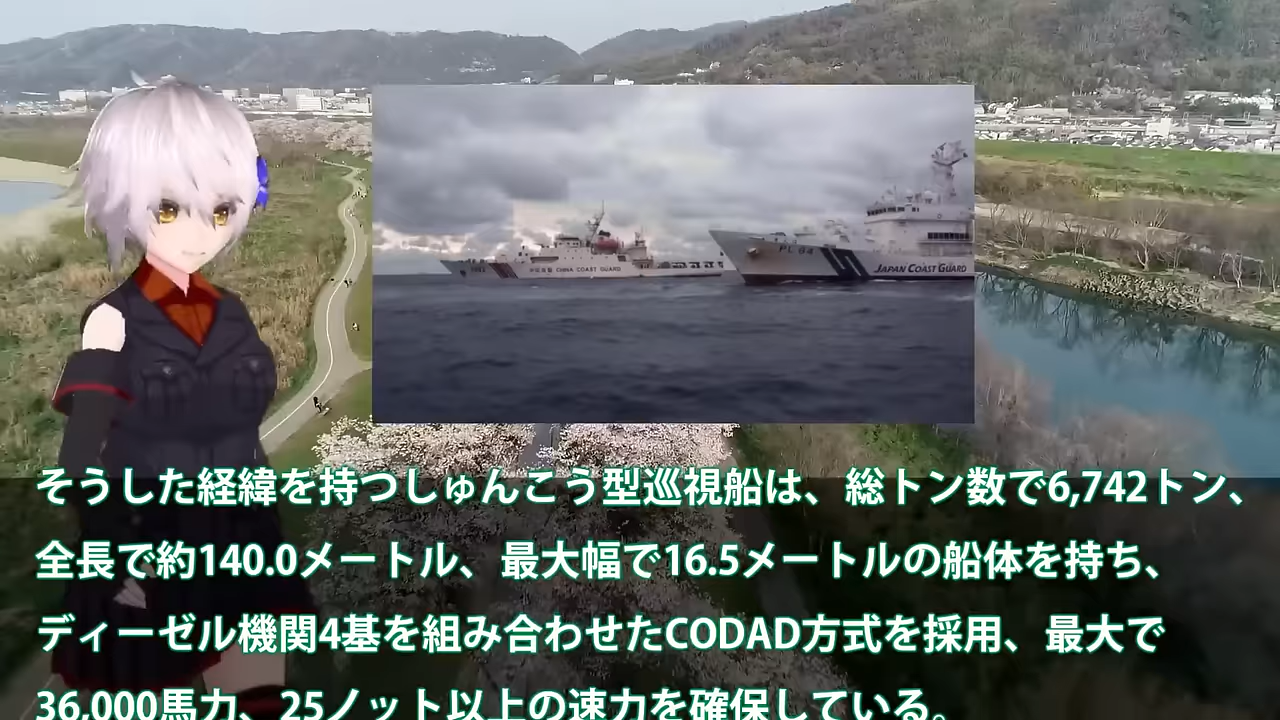 CHINA COAST GUARD
JAPAN COAST GUARD
そうした経緯を持つしゅんこう型巡視船は、総トン数で6,742トン、
全長で約140.0メートル、最大幅で16.5メートルの船体を持ち、
ディーゼル機関4基を組み合わせたCODAD方式を採用、最大で
36,000馬力、25ノット以上の速力を確保している。